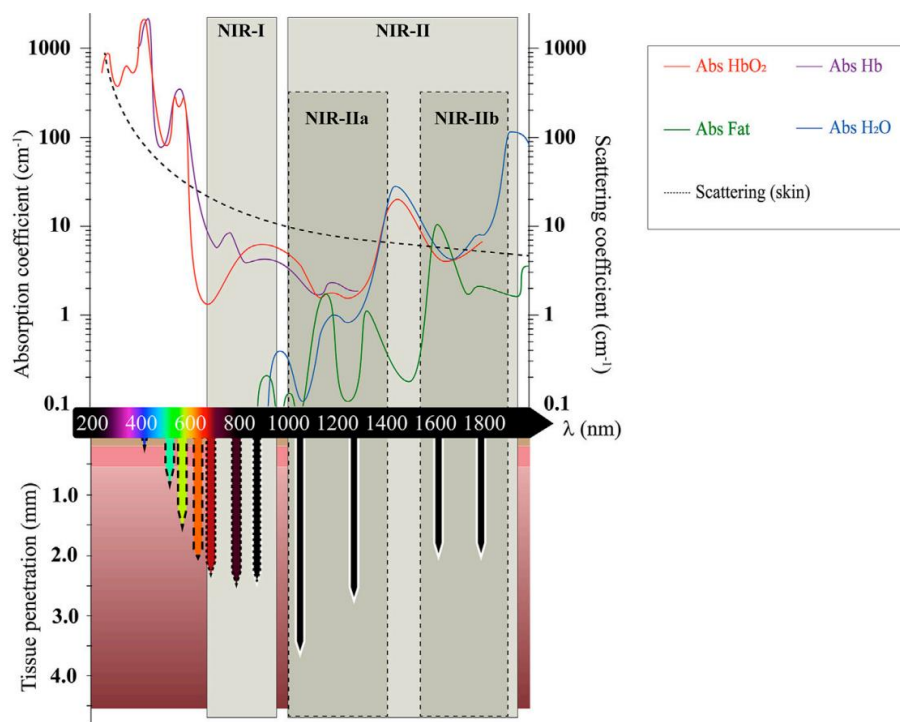 NIR-I
NIR-II
NIR-IIa
NIR-IIb
Absorption coefficient (cm⁻¹)
1000
100
10
1
0.1
Scattering coefficient (cm⁻¹)
1000
100
10
1
0.1
Abs HbO₂
Abs Hb
Abs Fat
Abs H₂O
Scattering (skin)
200 400 600 800 1000 1200 1400 1600 1800
λ (nm)
Tissue penetration (mm)
1.0
2.0
3.0
4.0